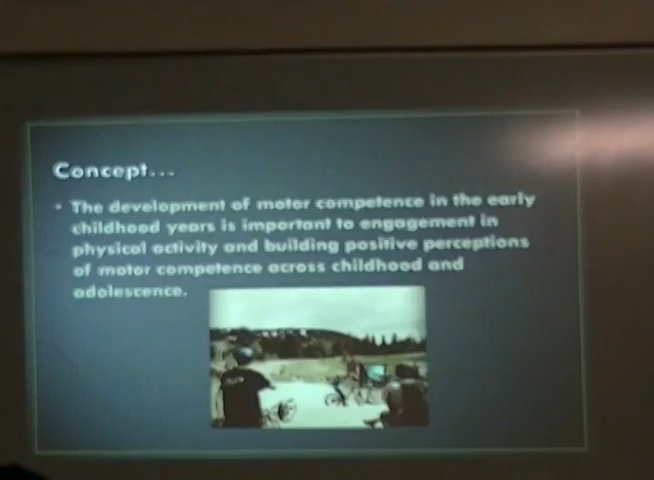 Concept...
• The development of motor competence in the early
childhood years is important to engagement in
physical activity and building positive perceptions
of motor competence across childhood and
adolescence.